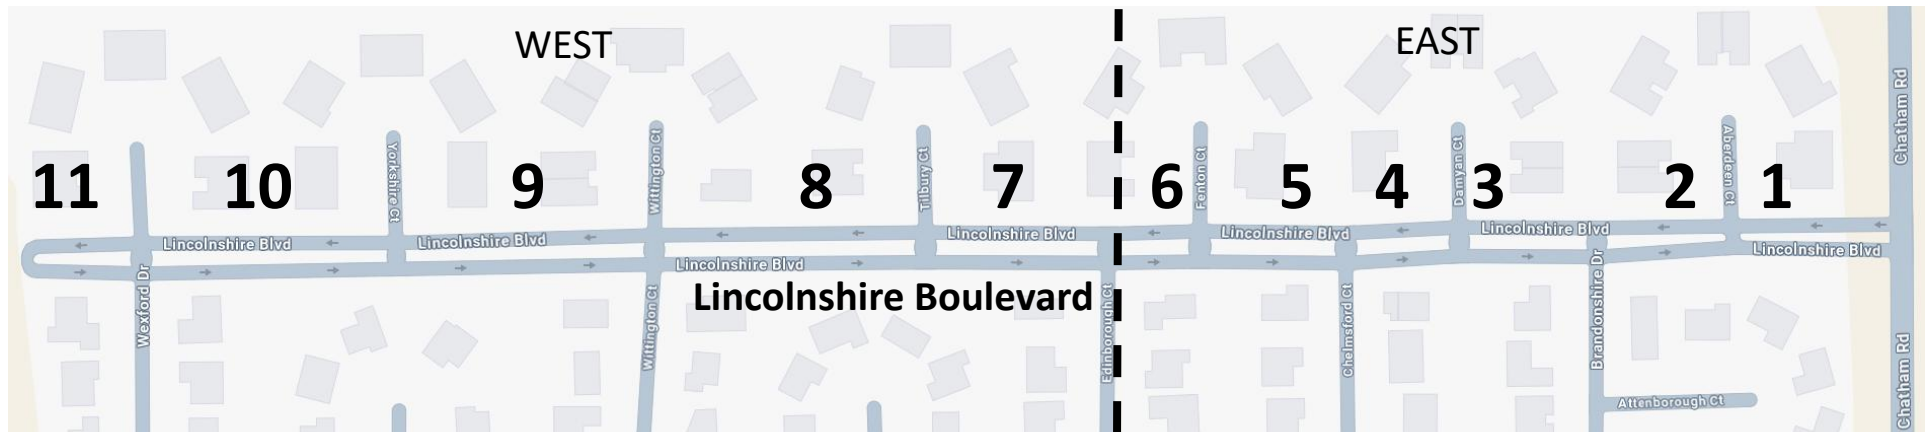 WEST
EAST
Chatham Rd
11
10
9
8
7
6
5
4
3
2
1
Yorkshire Ct
Wittington Ct
Tilbury Ct
Fenton Ct
Damyan Ct
Aberdeen Ct
Lincolnshire Blvd
Lincolnshire Blvd
Lincolnshire Blvd
Lincolnshire Blvd
Lincolnshire Blvd
Lincolnshire Blvd
Lincolnshire Blvd
Lincolnshire Boulevard
Wexford Dr
Wittington Ct
Edinborough Ct
Chelmsford Ct
Brandonshire Dr
Chatham Rd
Attenborough Ct